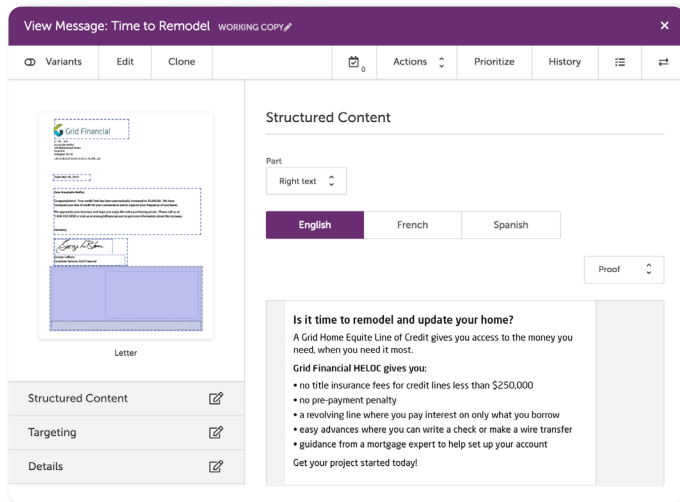 View Message: Time to Remodel WORKING COPY
Variants
Edit
Clone
0
Actions
Prioritize
History
Grid Financial
Letter
Structured Content
Targeting
Details
Structured Content
Part
Right text
English
French
Spanish
Proof
Is it time to remodel and update your home?
A Grid Home Equite Line of Credit gives you access to the money you
need, when you need it most.
Grid Financial HELOC gives you:
• no title insurance fees for credit lines less than $250,000
• no pre-payment penalty
• a revolving line where you pay interest on only what you borrow
• easy advances where you can write a check or make a wire transfer
• guidance from a mortgage expert to help set up your account
Get your project started today!